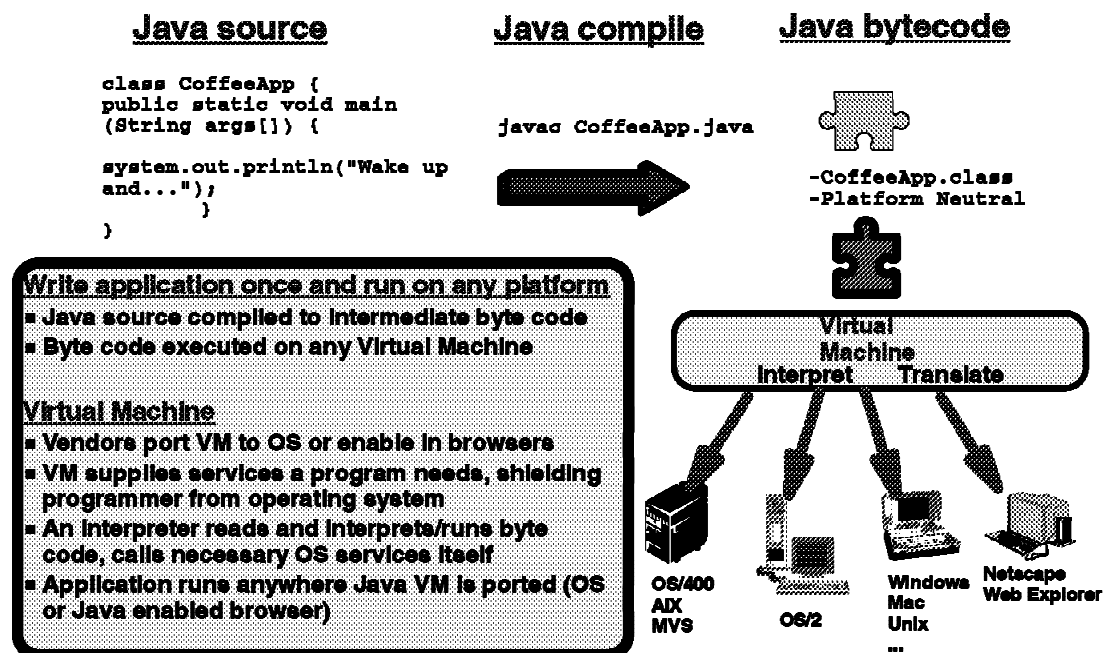 Java source
Java compile
Java bytecode
class CoffeeApp {
public static void main
(String args[]) {
system.out.println("Wake up
and...");
}
}
javac CoffeeApp.java
-CoffeeApp.class
-Platform Neutral
Write application once and run on any platform
▪ Java source compiled to intermediate byte code
▪ Byte code executed on any Virtual Machine
Virtual Machine
▪ Vendors port VM to OS or enable in browsers
▪ VM supplies services a program needs, shielding
programmer from operating system
▪ An interpreter reads and interprets/runs byte
code, calls necessary OS services itself
▪ Application runs anywhere Java VM is ported (OS
or Java enabled browser)
Virtual
Machine
Interpret Translate
OS/400
AIX
MVS
OS/2
Windows
Mac
Unix
...
Netscape
Web Explorer